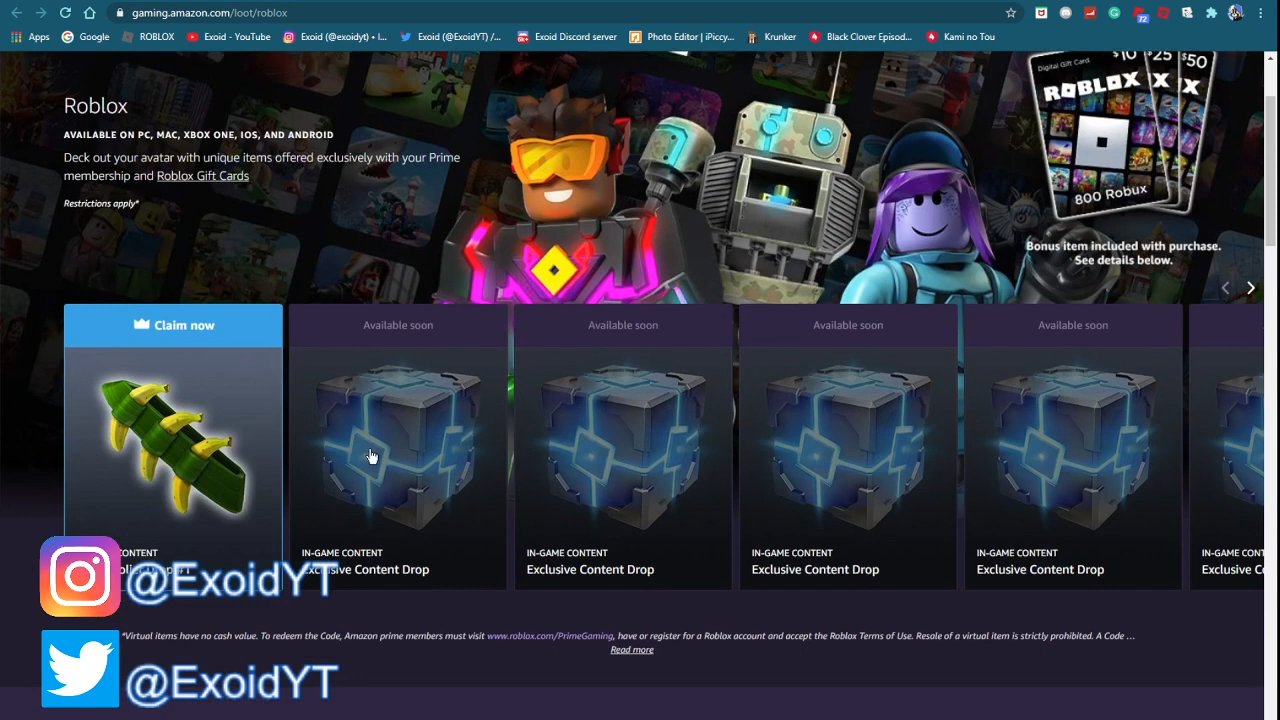 gaming.amazon.com/loot/roblox
72
Apps Google ROBLOX Exoid - YouTube Exoid (@exoidyt) • I... Exoid (@ExoidYT) /... Exoid Discord server Photo Editor | iPiccy... Krunker Black Clover Episod... Kami no Tou
Roblox
AVAILABLE ON PC, MAC, XBOX ONE, IOS, AND ANDROID
Deck out your avatar with unique items offered exclusively with your Prime
membership and Roblox Gift Cards
Restrictions apply*
Digital Gift Card $10 $25 $50
ROBLOX X X
800 Robux
Bonus item included with purchase.
See details below.
Claim now Available soon Available soon Available soon Available soon
CONTENT IN-GAME CONTENT IN-GAME CONTENT IN-GAME CONTENT IN-GAME CONTENT IN-GAME CONT
Exclusive Content Drop Exclusive Content Drop Exclusive Content Drop Exclusive Content Drop Exclusive Co
@ExoidYT
*Virtual items have no cash value. To redeem the Code, Amazon prime members must visit www.roblox.com/PrimeGaming, have or register for a Roblox account and accept the Roblox Terms of Use. Resale of a virtual item is strictly prohibited. A Code ...
Read more
@ExoidYT